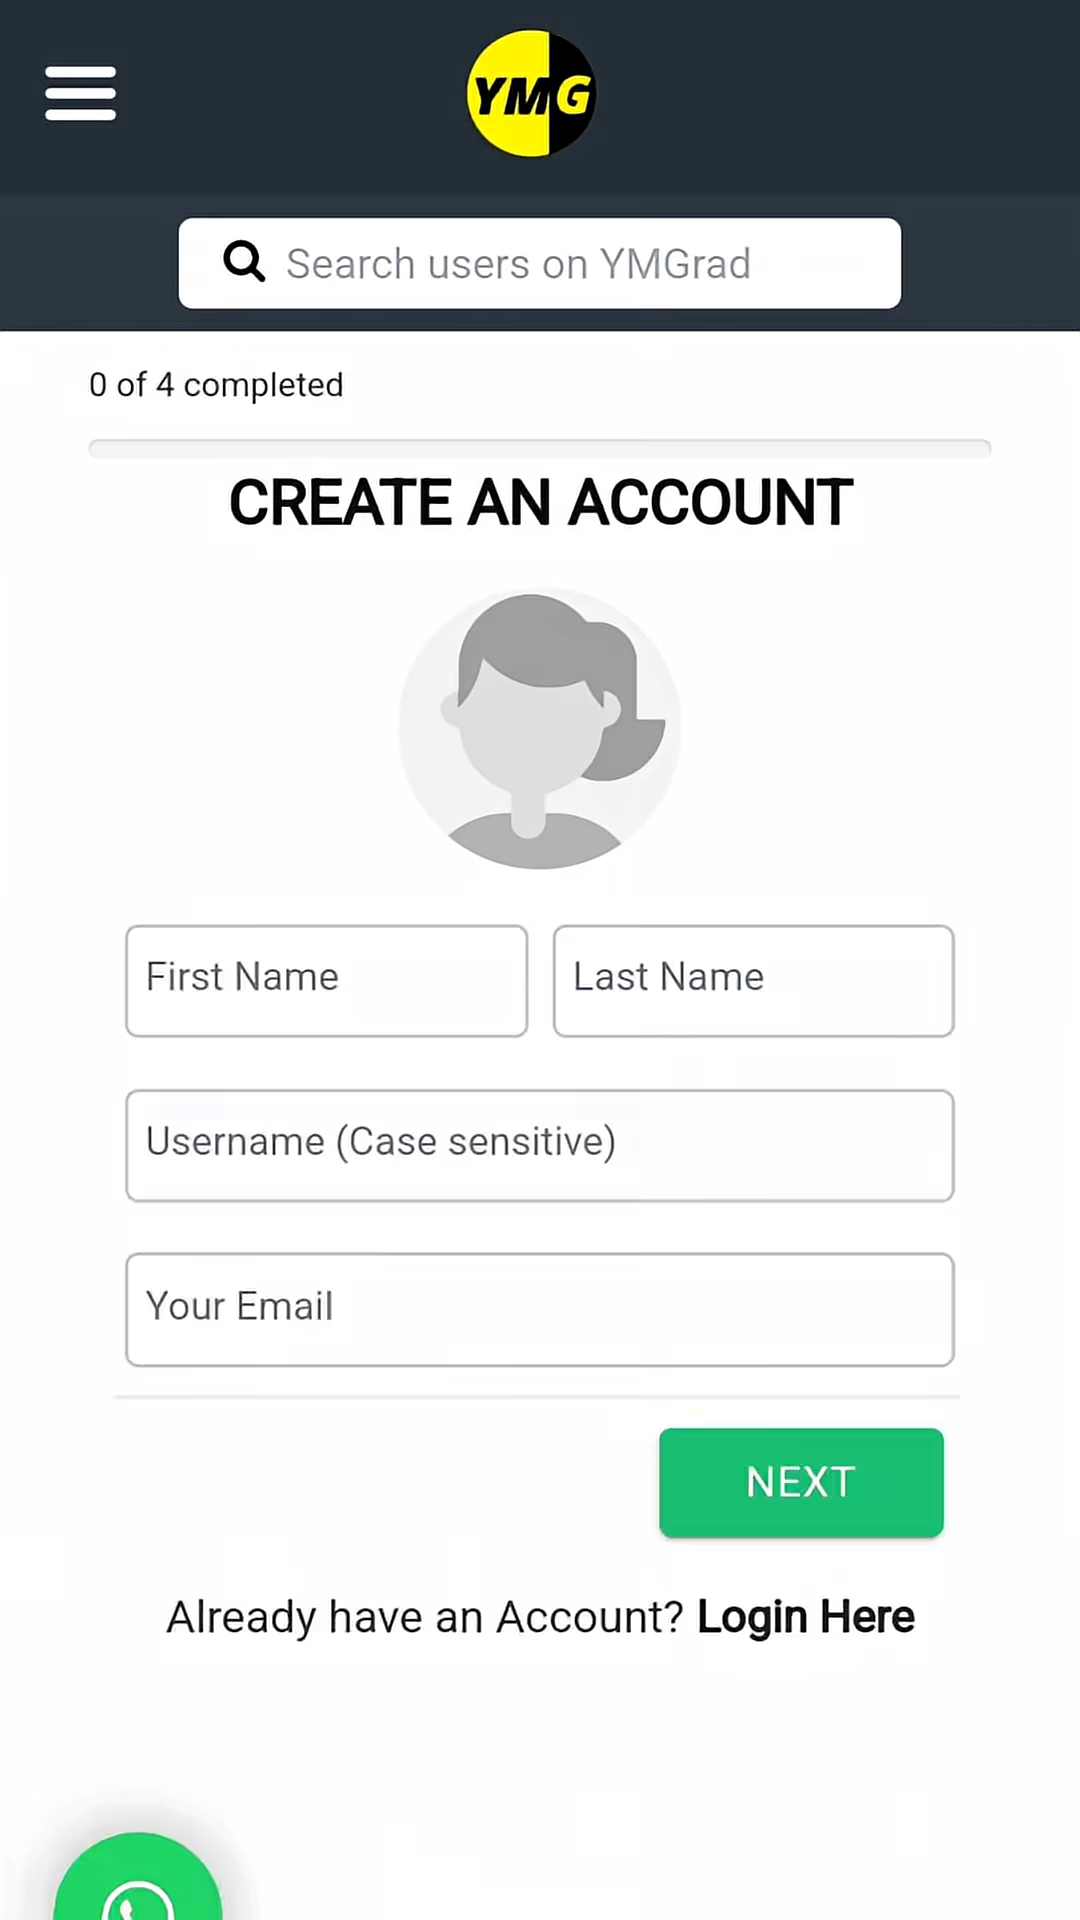 YMG
Search users on YMGrad
0 of 4 completed
CREATE AN ACCOUNT
First Name
Last Name
Username (Case sensitive)
Your Email
NEXT
Already have an Account? Login Here